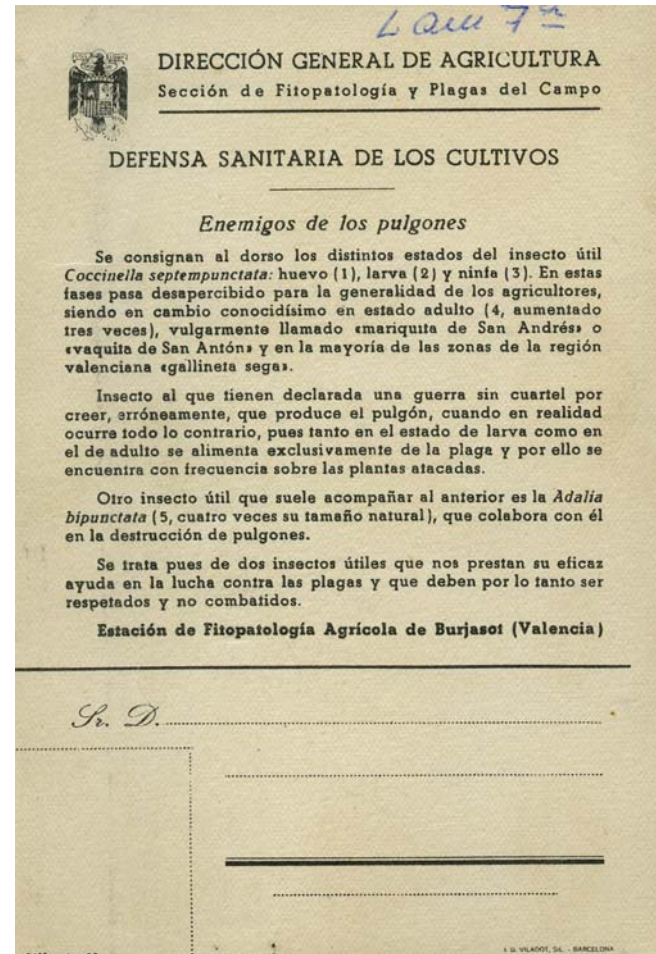 Lam 7ª
DIRECCIÓN GENERAL DE AGRICULTURA
Sección de Fitopatología y Plagas del Campo
DEFENSA SANITARIA DE LOS CULTIVOS
Enemigos de los pulgones
Se consignan al dorso los distintos estados del insecto útil
Coccinella septempunctata: huevo (1), larva (2) y ninfa (3). En estas
fases pasa desapercibido para la generalidad de los agricultores,
siendo en cambio conocidísimo en estado adulto (4, aumentado
tres veces), vulgarmente llamado «mariquita de San Andrés» o
«vaquita de San Antón» y en la mayoría de las zonas de la región
valenciana «gallineta sega».
Insecto al que tienen declarada una guerra sin cuartel por
creer, erróneamente, que produce el pulgón, cuando en realidad
ocurre todo lo contrario, pues tanto en el estado de larva como en
el de adulto se alimenta exclusivamente de la plaga y por ello se
encuentra con frecuencia sobre las plantas atacadas.
Otro insecto útil que suele acompañar al anterior es la Adalia
bipunctata (5, cuatro veces su tamaño natural), que colabora con él
en la destrucción de pulgones.
Se trata pues de dos insectos útiles que nos prestan su eficaz
ayuda en la lucha contra las plagas y que deben por lo tanto ser
respetados y no combatidos.
Estación de Fitopatología Agrícola de Burjasot (Valencia)
Sr. D.
I. G. VILADOT, S.L. - BARCELONA